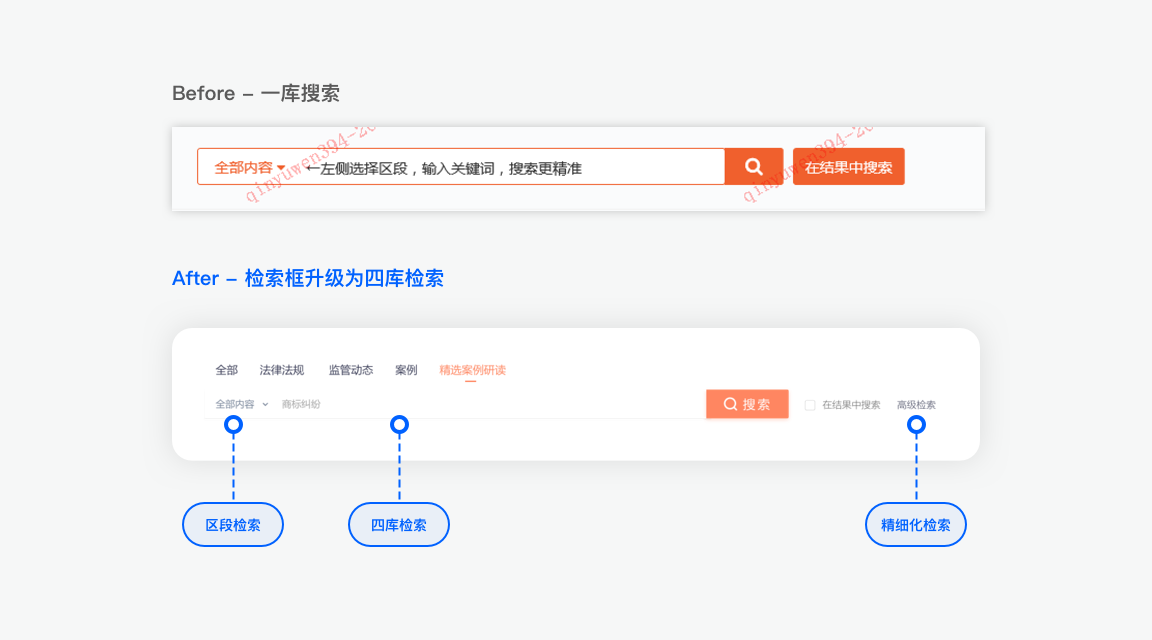 Before – 一库搜索
全部内容 ←左侧选择区段，输入关键词，搜索更精准 在结果中搜索
qinyuwen394-20
qinyuwen394-20
After – 检索框升级为四库检索
全部 法律法规 监管动态 案例 精选案例研读
全部内容 商标纠纷 搜索 在结果中搜索 高级检索
区段检索 四库检索 精细化检索